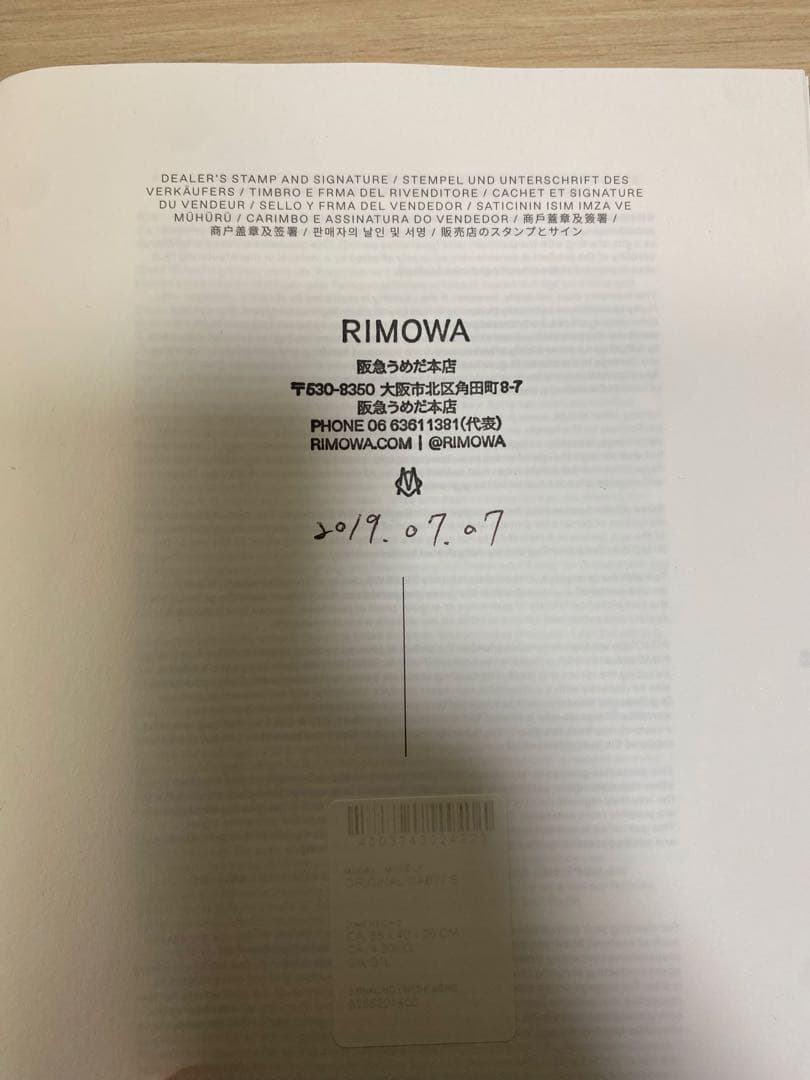 DEALER'S STAMP AND SIGNATURE / STEMPEL UND UNTERSCHRIFT DES
VERKÄUFERS / TIMBRO E FRMA DEL RIVENDITORE / CACHET ET SIGNATURE
DU VENDEUR / SELLO Y FRMA DEL VENDEDOR / SATICININ ISIM IMZA VE
MÜHÜRÜ / CARIMBO E ASSINATURA DO VENDEDOR / 商戶蓋章及簽署 /
商户盖章及签署 / 판매자의 날인 및 서명 / 販売店のスタンプとサイン
RIMOWA
阪急うめだ本店
〒530-8350 大阪市北区角田町8-7
阪急うめだ本店
PHONE 06 63611381(代表)
RIMOWA.COM | @RIMOWA
2019.07.07